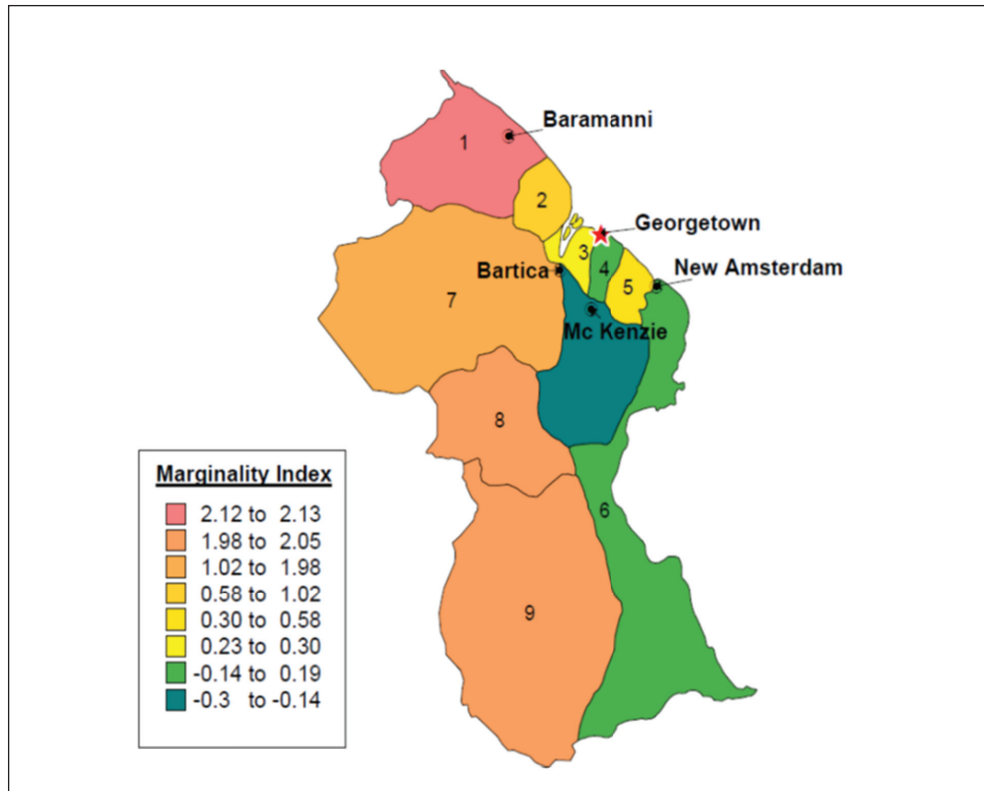 Baramanni
1
2
Georgetown
3
4
Bartica
New Amsterdam
5
7
Mc Kenzie
8
6
9
Marginality Index
2.12 to 2.13
1.98 to 2.05
1.02 to 1.98
0.58 to 1.02
0.30 to 0.58
0.23 to 0.30
-0.14 to 0.19
-0.3 to -0.14